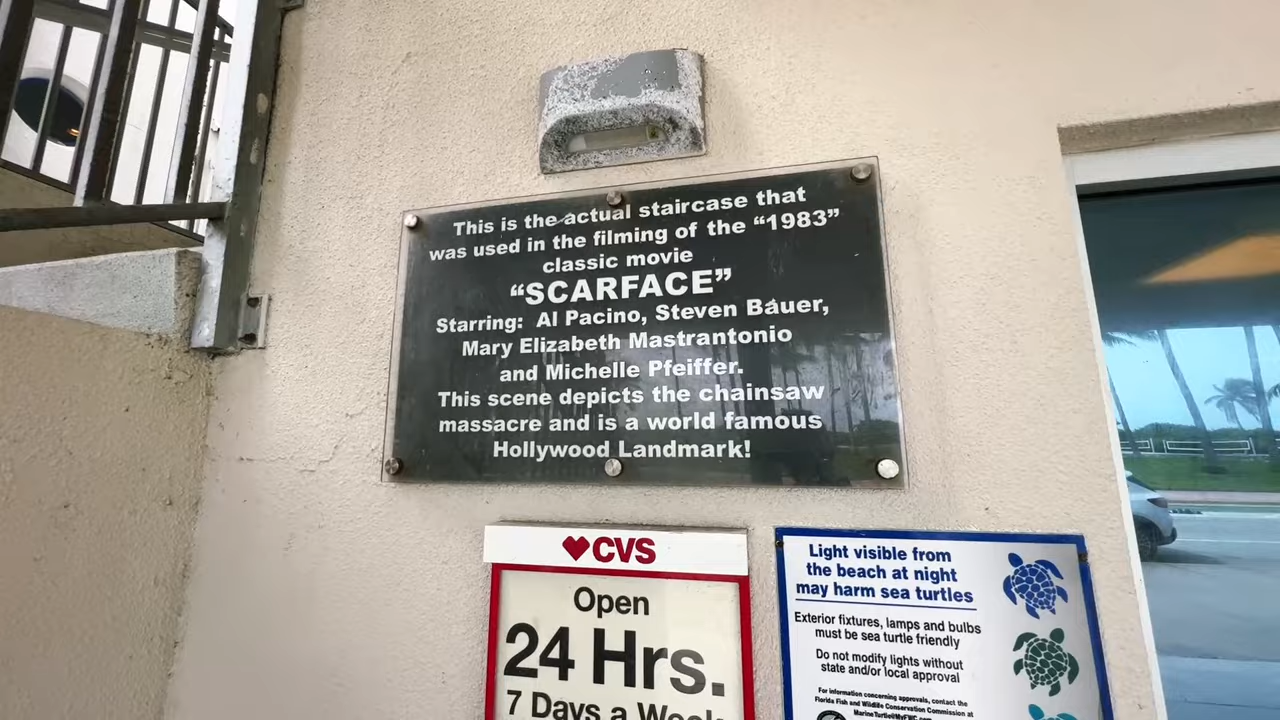 This is the actual staircase that
was used in the filming of the “1983”
classic movie
“SCARFACE”
Starring: Al Pacino, Steven Bauer,
Mary Elizabeth Mastrantonio
and Michelle Pfeiffer.
This scene depicts the chainsaw
massacre and is a world famous
Hollywood Landmark!
CVS
Open
24 Hrs.
7 Days a Week
Light visible from
the beach at night
may harm sea turtles
Exterior fixtures, lamps and bulbs
must be sea turtle friendly
Do not modify lights without
state and/or local approval
For information concerning approvals, contact the
Florida Fish and Wildlife Conservation Commission at